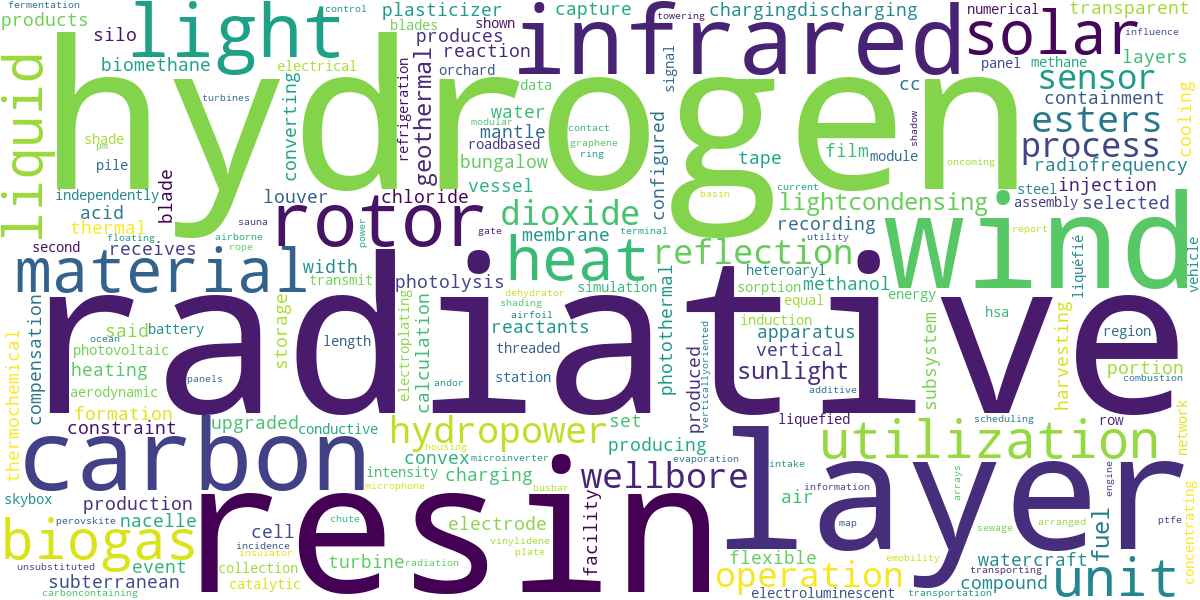 fermentation
products
silo
light
control
plasticizer
blades
shown
produces
reaction
capture
towering
chargingdischarging
infrared
solar
numerical
transparent
influence
panel
methane
layers
biomethane
electrical
orchard
signal
cc
sensor
liquid
hydrogen
turbines
converting
refrigeration
geothermal
data
water
modular
mantle
contact
graphene
roadbased
ring
bungalow
configured
tape
film
module
shadow
oncoming
containment
esters
process
radiofrequency
cooling
shade
µm
pile
independently
acid
thermal
blade
louver
chloride
vessel
basin
current
steel
injection
assembly
selected
rotor
dioxide
membrane
terminal
lightcondensing
recording
utility
gate
sauna
second
floating
receives
airborne
rope
power
material
width
transmit
photolysis
heat
reflection
wind
report
liquéfié
vehicle
simulation
dehydrator
shading
airfoil
photothermal
heteroaryl
sorption
methanol
equal
energy
radiative
compensation
said
battery
ocean
photovoltaic
heating
panels
aerodynamic
storage
length
electroplating
calculation
reactants
threaded
station
andor
induction
apparatus
vertical
sunlight
produced
verticallyoriented
additive
subsystem
hsa
harvesting
region
portion
combustion
thermochemical
formation
constraint
upgraded
conductive
hydropower
housing
set
producing
liquefied
scheduling
row
network
utilization
carbon
convex
microinverter
intensity
charging
microphone
busbar
wellbore
evaporation
intake
air
information
layer
arrays
engine
skybox
production
perovskite
nacelle
cell
incidence
insulator
chute
resin
electrode
vinylidene
plate
facility
map
sewage
arranged
ptfe
fuel
concentrating
biogas
unsubstituted
event
subterranean
carboncontaining
collection
catalytic
turbine
radiation
flexible
operation
electroluminescent
emobility
watercraft
transporting
compound
transportation
unit